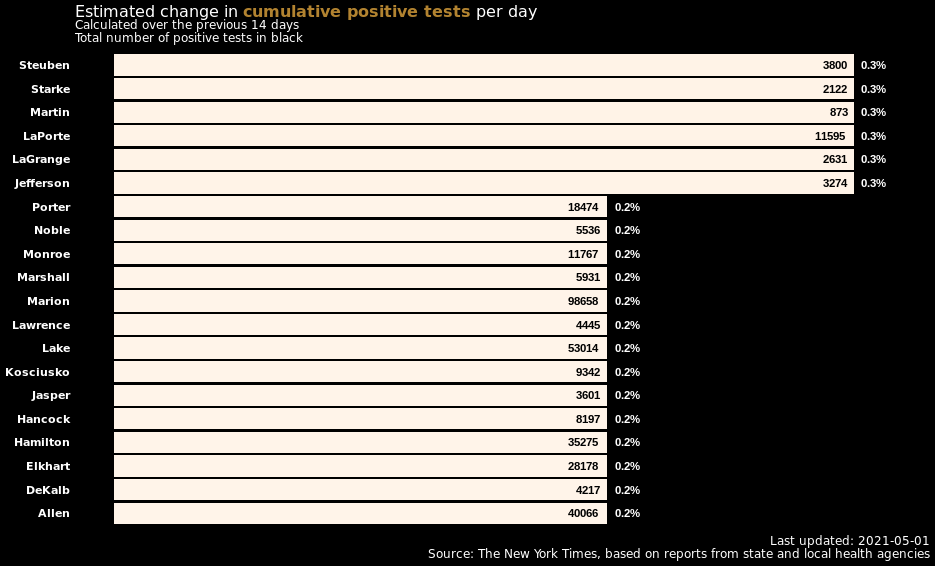 Estimated change in cumulative positive tests per day
Calculated over the previous 14 days
Total number of positive tests in black
Steuben 3800 0.3%
Starke 2122 0.3%
Martin 873 0.3%
LaPorte 11595 0.3%
LaGrange 2631 0.3%
Jefferson 3274 0.3%
Porter 18474 0.2%
Noble 5536 0.2%
Monroe 11767 0.2%
Marshall 5931 0.2%
Marion 98658 0.2%
Lawrence 4445 0.2%
Lake 53014 0.2%
Kosciusko 9342 0.2%
Jasper 3601 0.2%
Hancock 8197 0.2%
Hamilton 35275 0.2%
Elkhart 28178 0.2%
DeKalb 4217 0.2%
Allen 40066 0.2%
Last updated: 2021-05-01
Source: The New York Times, based on reports from state and local health agencies